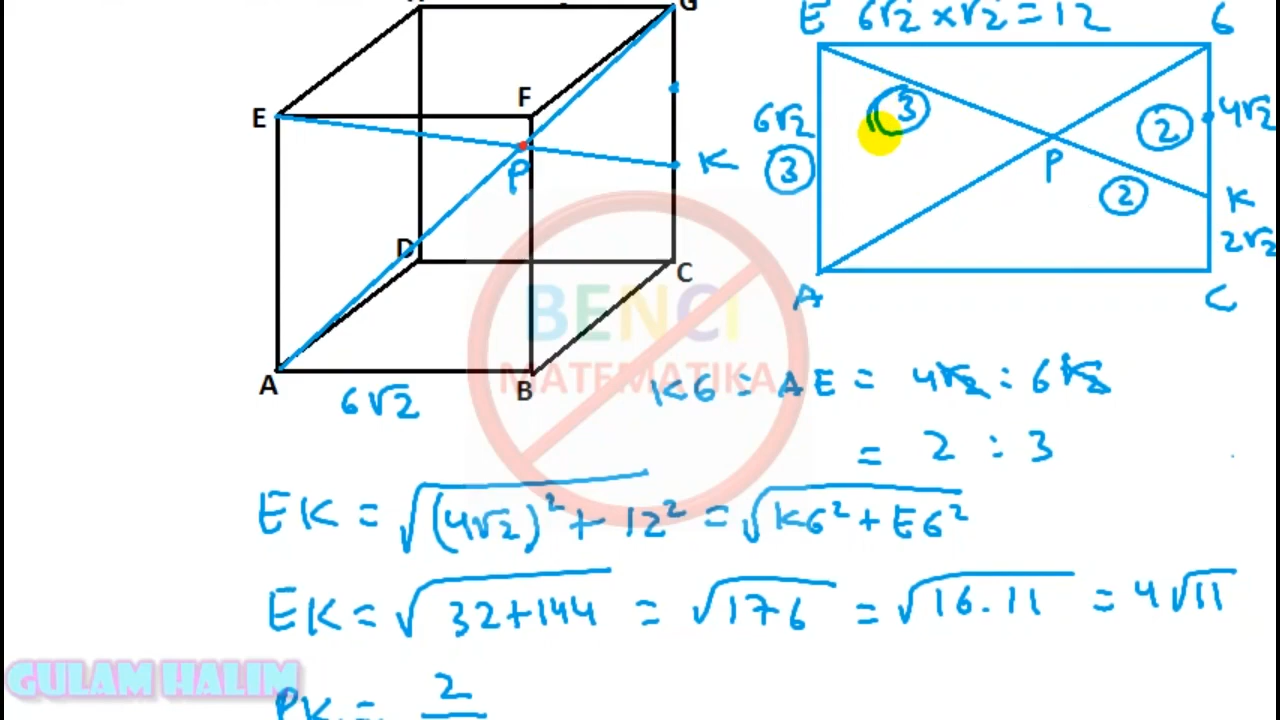 G
E 6√2 x √2 = 12 G
F
E
3
6√2
4√2
2
P
K
P
3
2
K
2√2
D
C
A
C
BENCI
MATEMATIKA
A
B
6√2
KG = AE = 4√2 : 6√2
= 2 : 3
EK = √(4√2)² + 12² = √KG² + EG²
EK = √32+144 = √176 = √16.11 = 4√11
GULAM HALIM
PK = 2